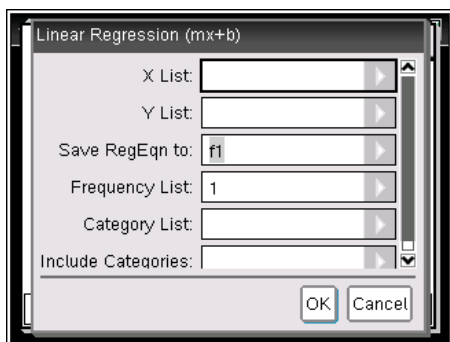 Linear Regression (mx+b)
X List:
Y List:
Save RegEqn to: f1
Frequency List: 1
Category List:
Include Categories:
OK Cancel